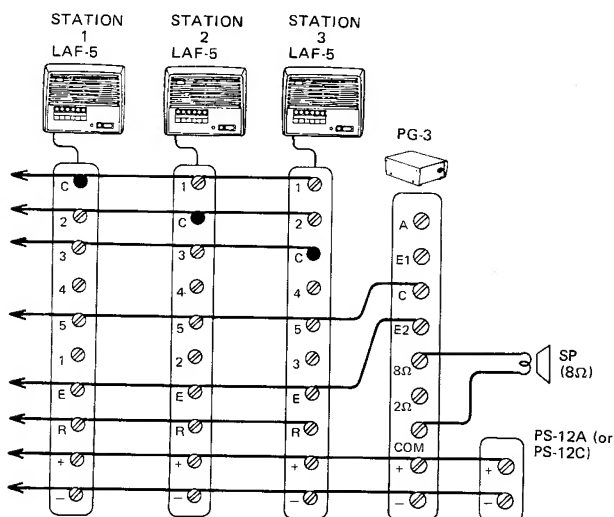 STATION
1
LAF-5
STATION
2
LAF-5
STATION
3
LAF-5
PG-3
C
2
3
4
5
1
E
R
+
−
1
C
3
4
5
2
E
R
+
−
1
2
C
4
5
3
E
R
+
−
A
E1
C
E2
8Ω
2Ω
COM
+
−
SP
(8Ω)
PS-12A (or
PS-12C)
+
−